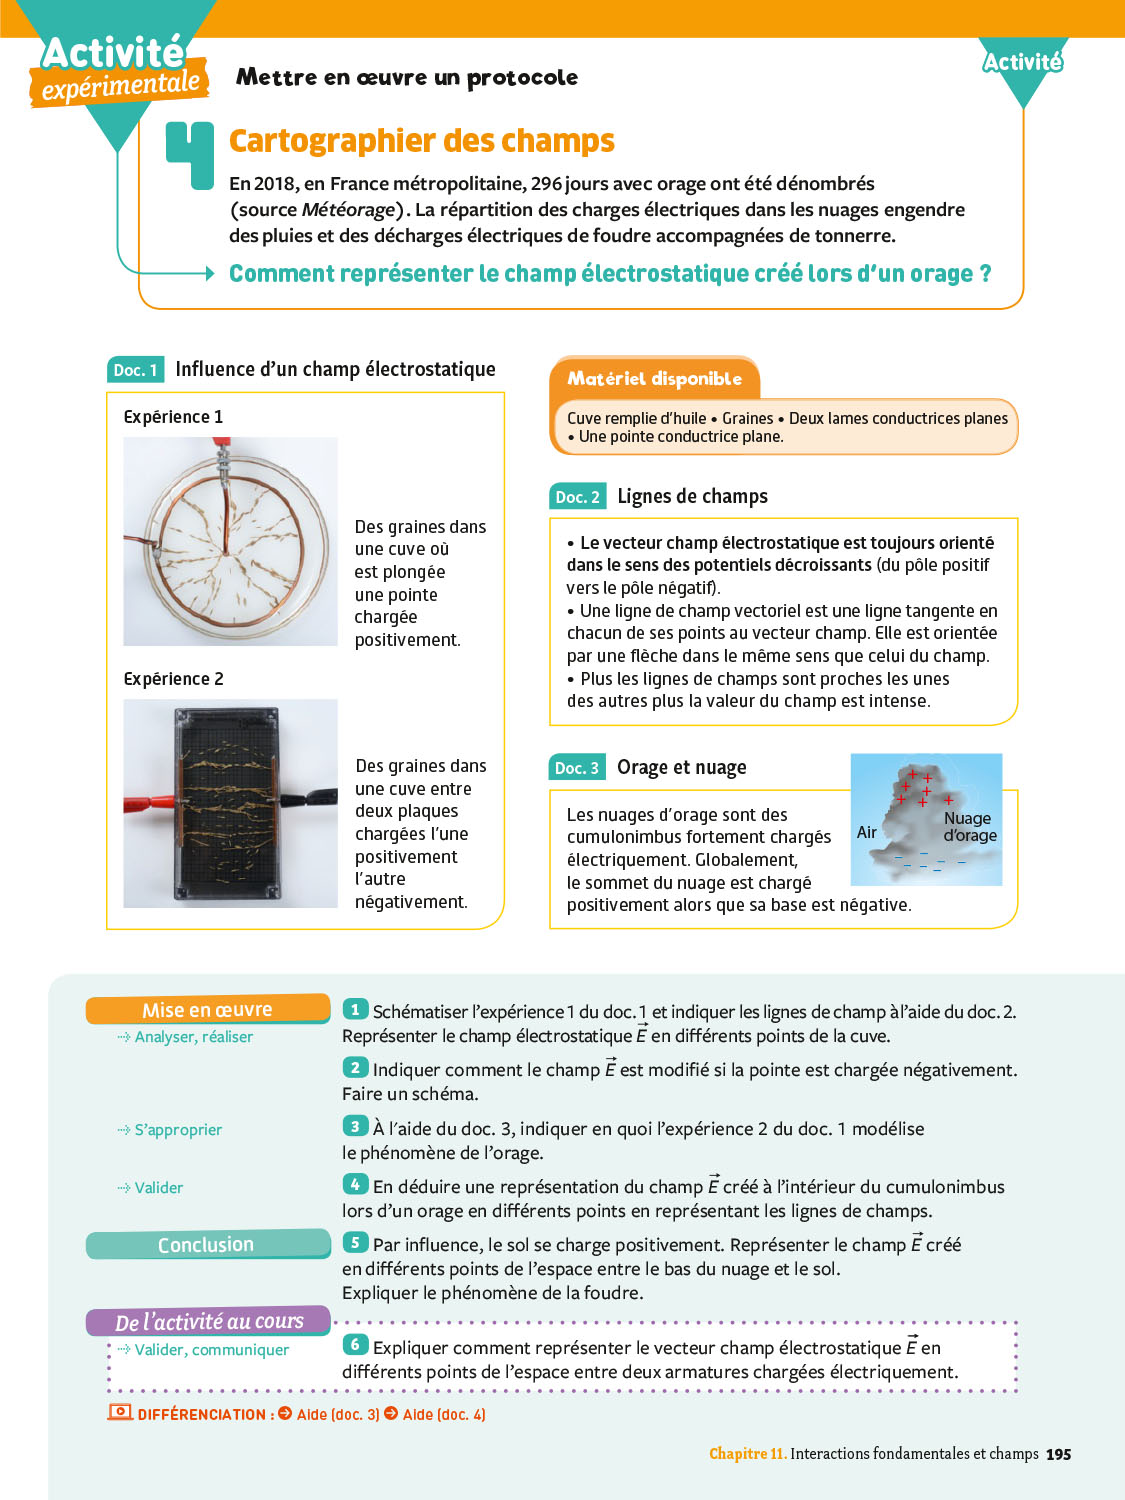 Activité
expérimentale
Mettre en œuvre un protocole
Activité
4
Cartographier des champs
En 2018, en France métropolitaine, 296 jours avec orage ont été dénombrés
(source Météorage). La répartition des charges électriques dans les nuages engendre
des pluies et des décharges électriques de foudre accompagnées de tonnerre.
Comment représenter le champ électrostatique créé lors d'un orage ?
Doc. 1 Influence d'un champ électrostatique
Expérience 1
Des graines dans
une cuve où
est plongée
une pointe
chargée
positivement.
Expérience 2
Des graines dans
une cuve entre
deux plaques
chargées l'une
positivement
l'autre
négativement.
Matériel disponible
Cuve remplie d'huile • Graines • Deux lames conductrices planes
• Une pointe conductrice plane.
Doc. 2 Lignes de champs
• Le vecteur champ électrostatique est toujours orienté
dans le sens des potentiels décroissants (du pôle positif
vers le pôle négatif).
• Une ligne de champ vectoriel est une ligne tangente en
chacun de ses points au vecteur champ. Elle est orientée
par une flèche dans le même sens que celui du champ.
• Plus les lignes de champs sont proches les unes
des autres plus la valeur du champ est intense.
Doc. 3 Orage et nuage
Les nuages d'orage sont des
cumulonimbus fortement chargés
électriquement. Globalement,
le sommet du nuage est chargé
positivement alors que sa base est négative.
Air
Nuage
d'orage
Mise en œuvre
Analyser, réaliser
1 Schématiser l'expérience 1 du doc. 1 et indiquer les lignes de champ à l'aide du doc. 2.
Représenter le champ électrostatique E⃗ en différents points de la cuve.
2 Indiquer comment le champ E⃗ est modifié si la pointe est chargée négativement.
Faire un schéma.
S'approprier
3 À l'aide du doc. 3, indiquer en quoi l'expérience 2 du doc. 1 modélise
le phénomène de l'orage.
Valider
4 En déduire une représentation du champ E⃗ créé à l'intérieur du cumulonimbus
lors d'un orage en différents points en représentant les lignes de champs.
Conclusion
5 Par influence, le sol se charge positivement. Représenter le champ E⃗ créé
en différents points de l'espace entre le bas du nuage et le sol.
Expliquer le phénomène de la foudre.
De l'activité au cours
Valider, communiquer
6 Expliquer comment représenter le vecteur champ électrostatique E⃗ en
différents points de l'espace entre deux armatures chargées électriquement.
DIFFÉRENCIATION : Aide (doc. 3) Aide (doc. 4)
Chapitre 11. Interactions fondamentales et champs 195